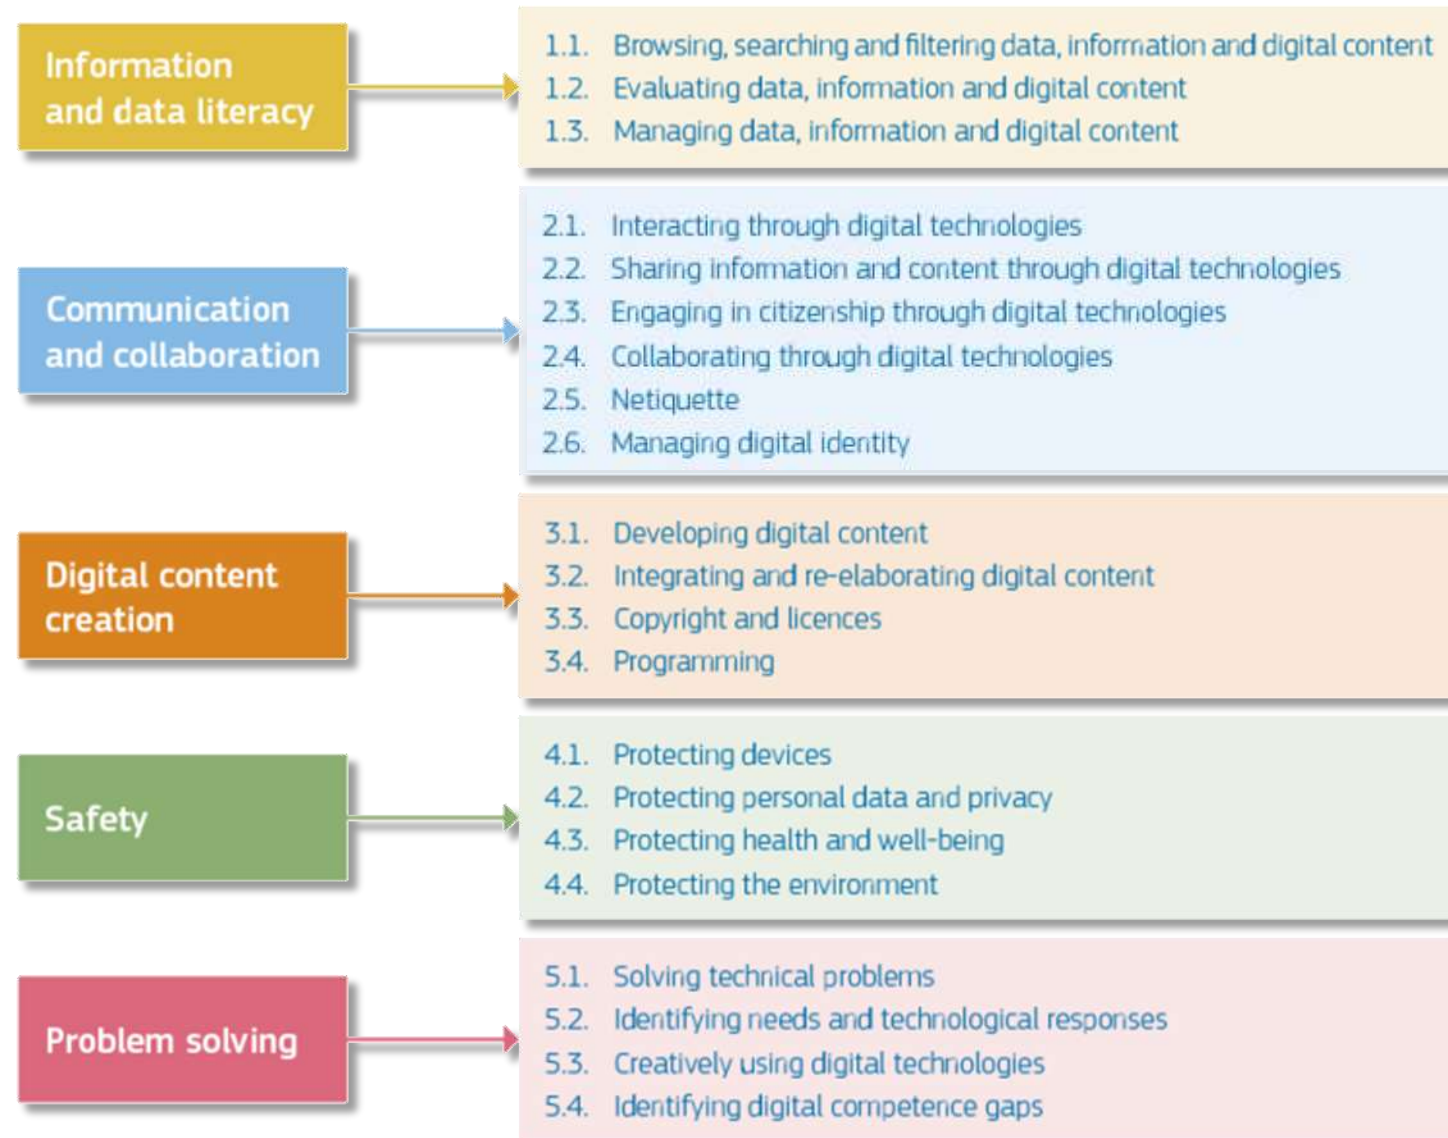 Information
and data literacy
1.1. Browsing, searching and filtering data, information and digital content
1.2. Evaluating data, information and digital content
1.3. Managing data, information and digital content
Communication
and collaboration
2.1. Interacting through digital technologies
2.2. Sharing information and content through digital technologies
2.3. Engaging in citizenship through digital technologies
2.4. Collaborating through digital technologies
2.5. Netiquette
2.6. Managing digital identity
Digital content
creation
3.1. Developing digital content
3.2. Integrating and re-elaborating digital content
3.3. Copyright and licences
3.4. Programming
Safety
4.1. Protecting devices
4.2. Protecting personal data and privacy
4.3. Protecting health and well-being
4.4. Protecting the environment
Problem solving
5.1. Solving technical problems
5.2. Identifying needs and technological responses
5.3. Creatively using digital technologies
5.4. Identifying digital competence gaps